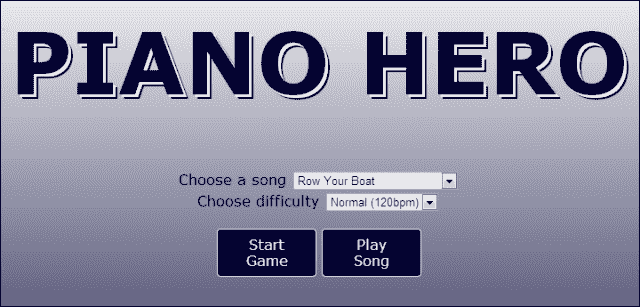 PIANO HERO
Choose a song Row Your Boat
Choose difficulty Normal (120bpm)
Start Play
Game Song